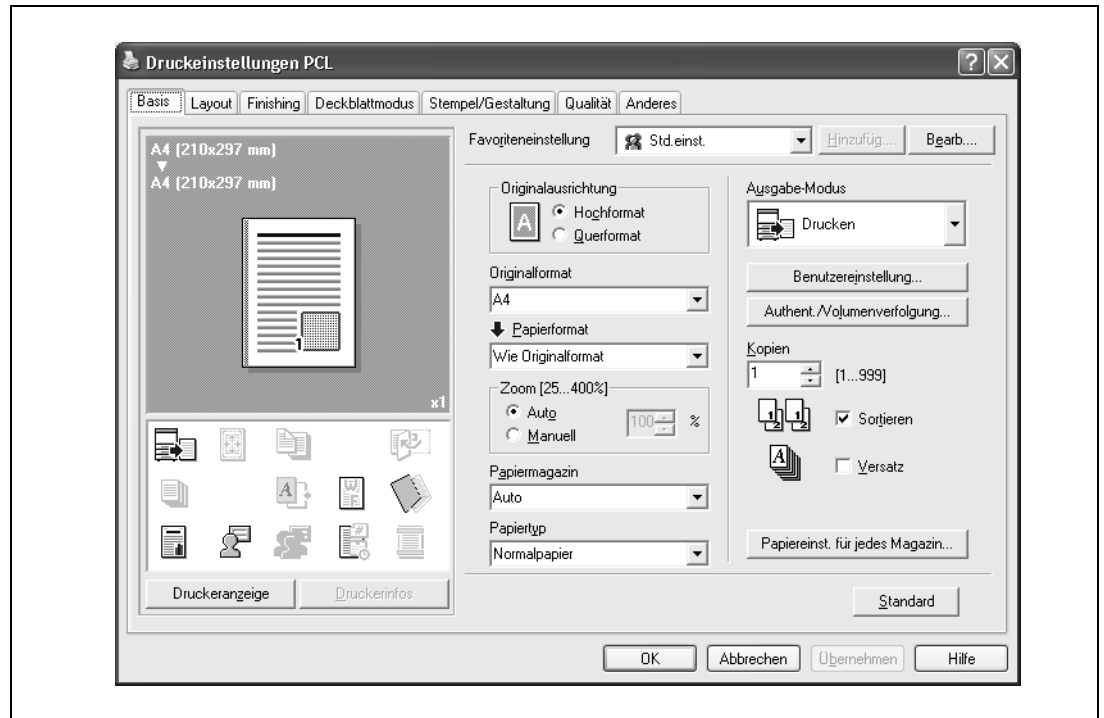 Druckeinstellungen PCL
Basis Layout Finishing Deckblattmodus Stempel/Gestaltung Qualität Anderes
A4 (210x297 mm)
A4 (210x297 mm)
1
x1
Druckeranzeige Druckerinfos
Favoriteneinstellung Std.einst. Hinzufüg.... Bearb....
Originalausrichtung
A
Hochformat
Querformat
Originalformat
A4
Papierformat
Wie Originalformat
Zoom [25...400%]
Auto
Manuell
100 %
Papiermagazin
Auto
Papiertyp
Normalpapier
Ausgabe-Modus
Drucken
Benutzereinstellung...
Authent./Volumenverfolgung...
Kopien
1 [1...999]
Sortieren
Versatz
Papiereinst. für jedes Magazin...
Standard
OK Abbrechen Übernehmen Hilfe